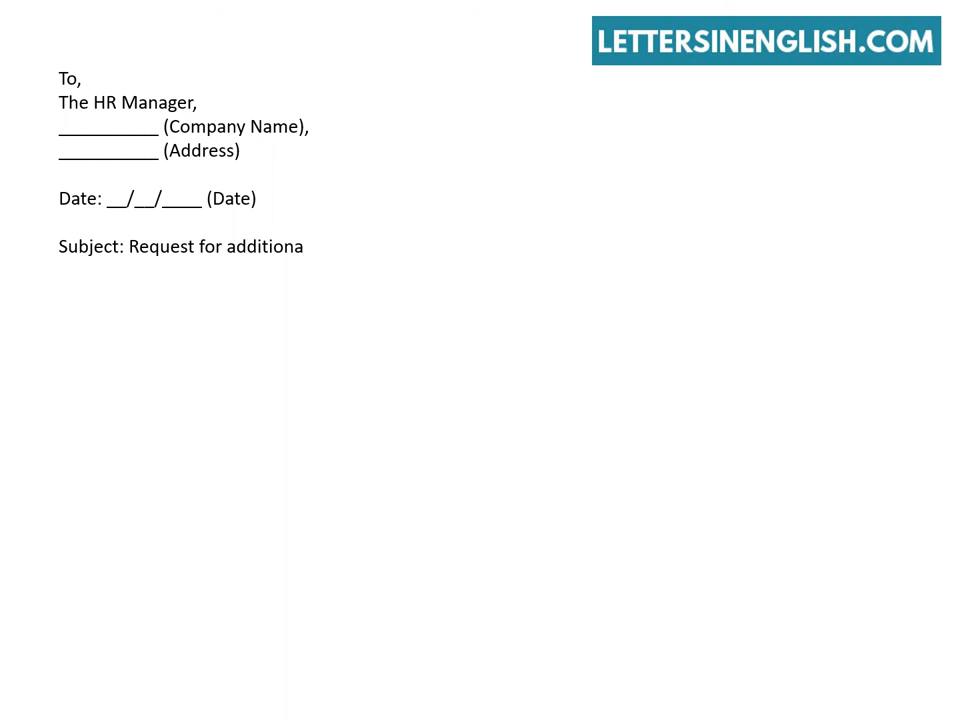 LETTERSINENGLISH.COM
To,
The HR Manager,
__________ (Company Name),
__________ (Address)
Date: __/__/____ (Date)
Subject: Request for additiona